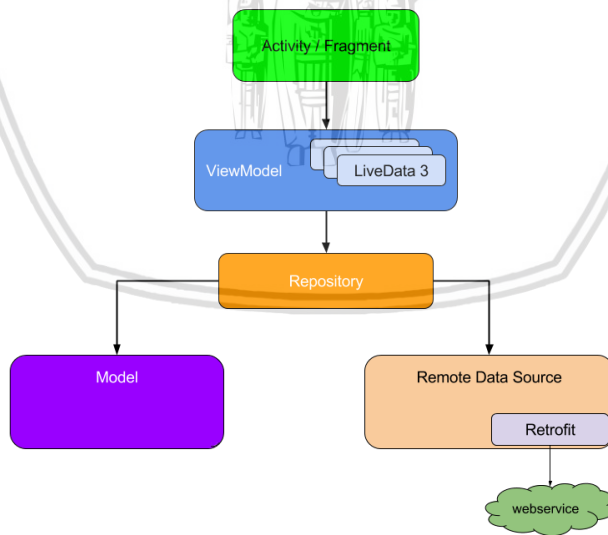 Activity / Fragment
ViewModel
LiveData 3
Repository
Model
Remote Data Source
Retrofit
webservice